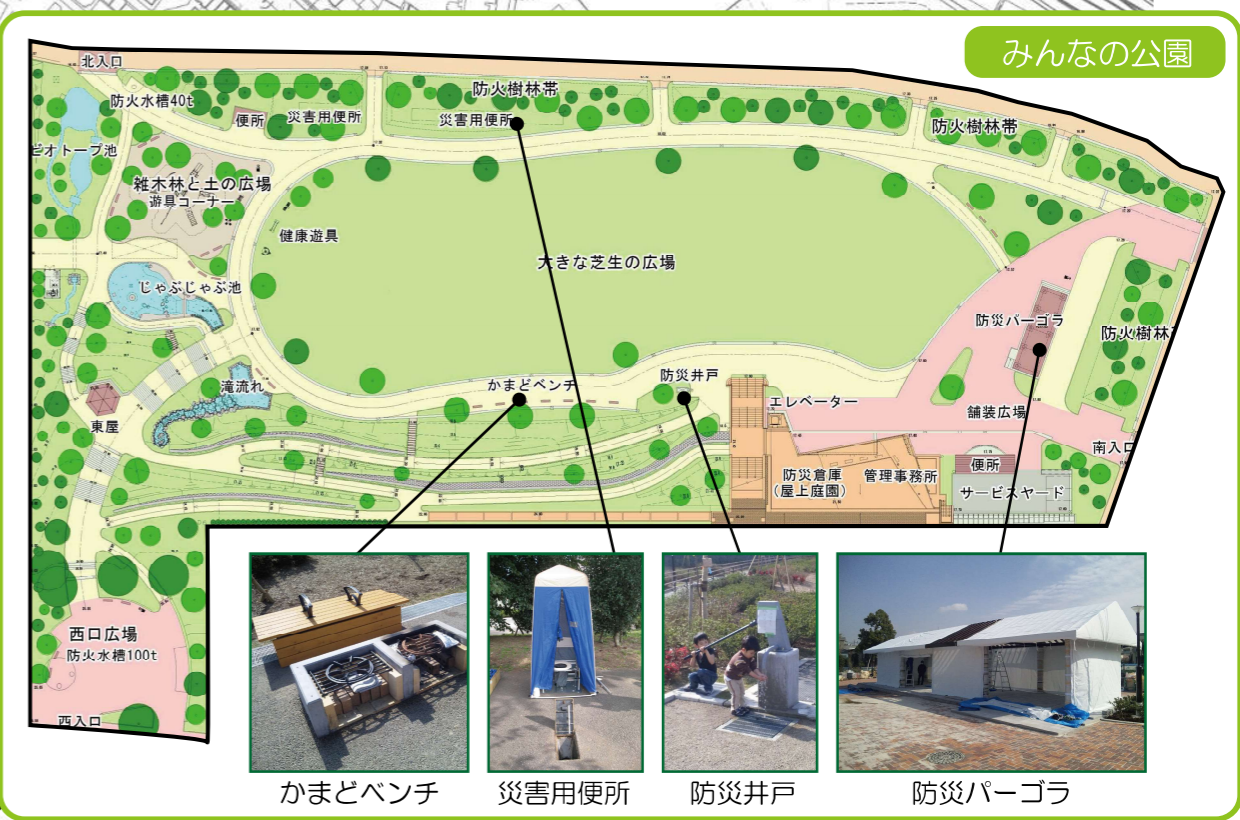 みんなの公園
北入口
防火水槽40t
便所
災害用便所
防火樹林帯
災害用便所
防火樹林帯
ビオトープ池
雑木林と土の広場
遊具コーナー
健康遊具
大きな芝生の広場
じゃぶじゃぶ池
防災パーゴラ
防火樹林帯
滝流れ
かまどベンチ
防災井戸
エレベーター
舗装広場
東屋
南入口
防災倉庫
(屋上庭園)
管理事務所
便所
サービスヤード
西口広場
防火水槽100t
西入口
かまどベンチ
災害用便所
防災井戸
防災パーゴラ